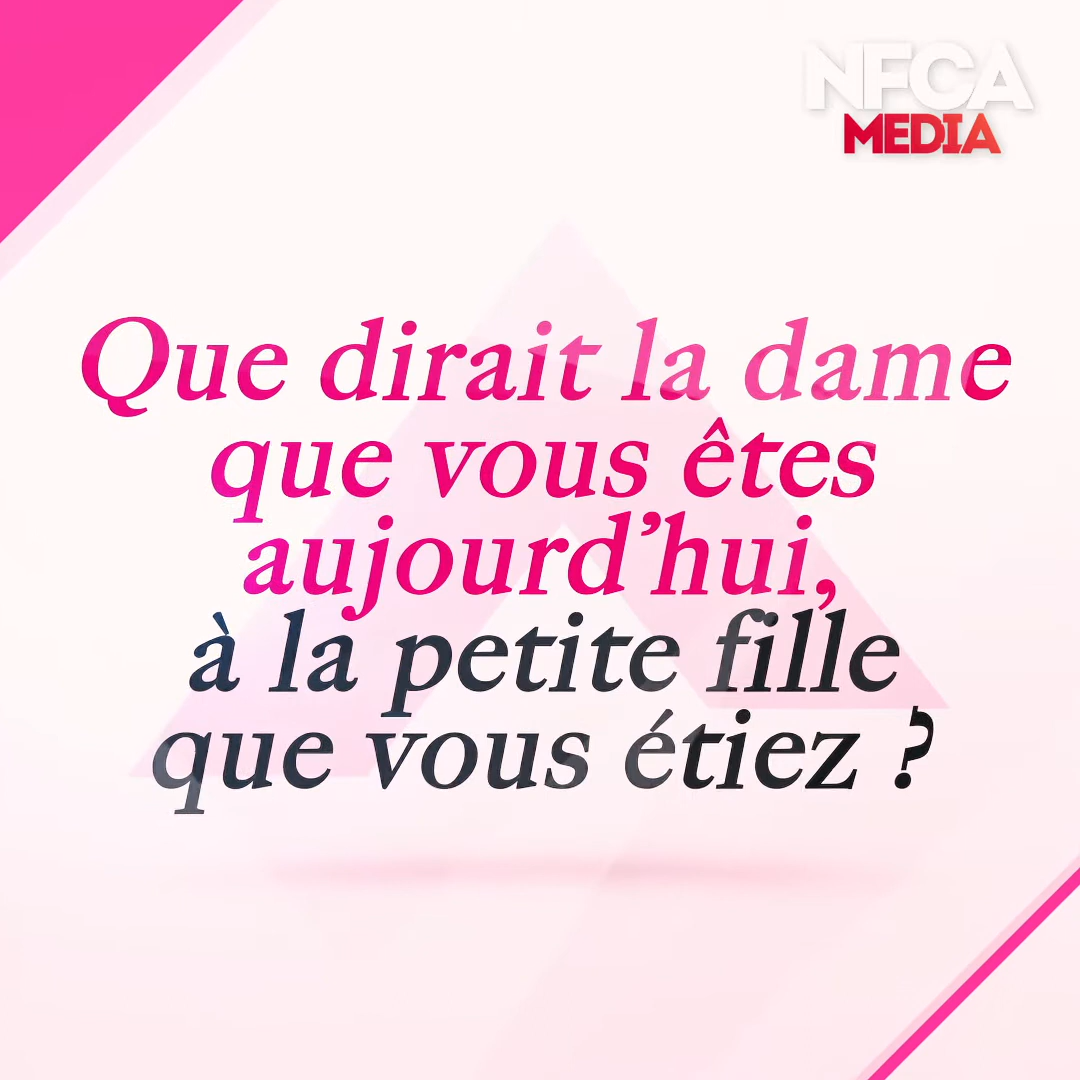 NFCA
MEDIA
Que dirait la dame
que vous êtes
aujourd’hui,
à la petite fille
que vous étiez ?